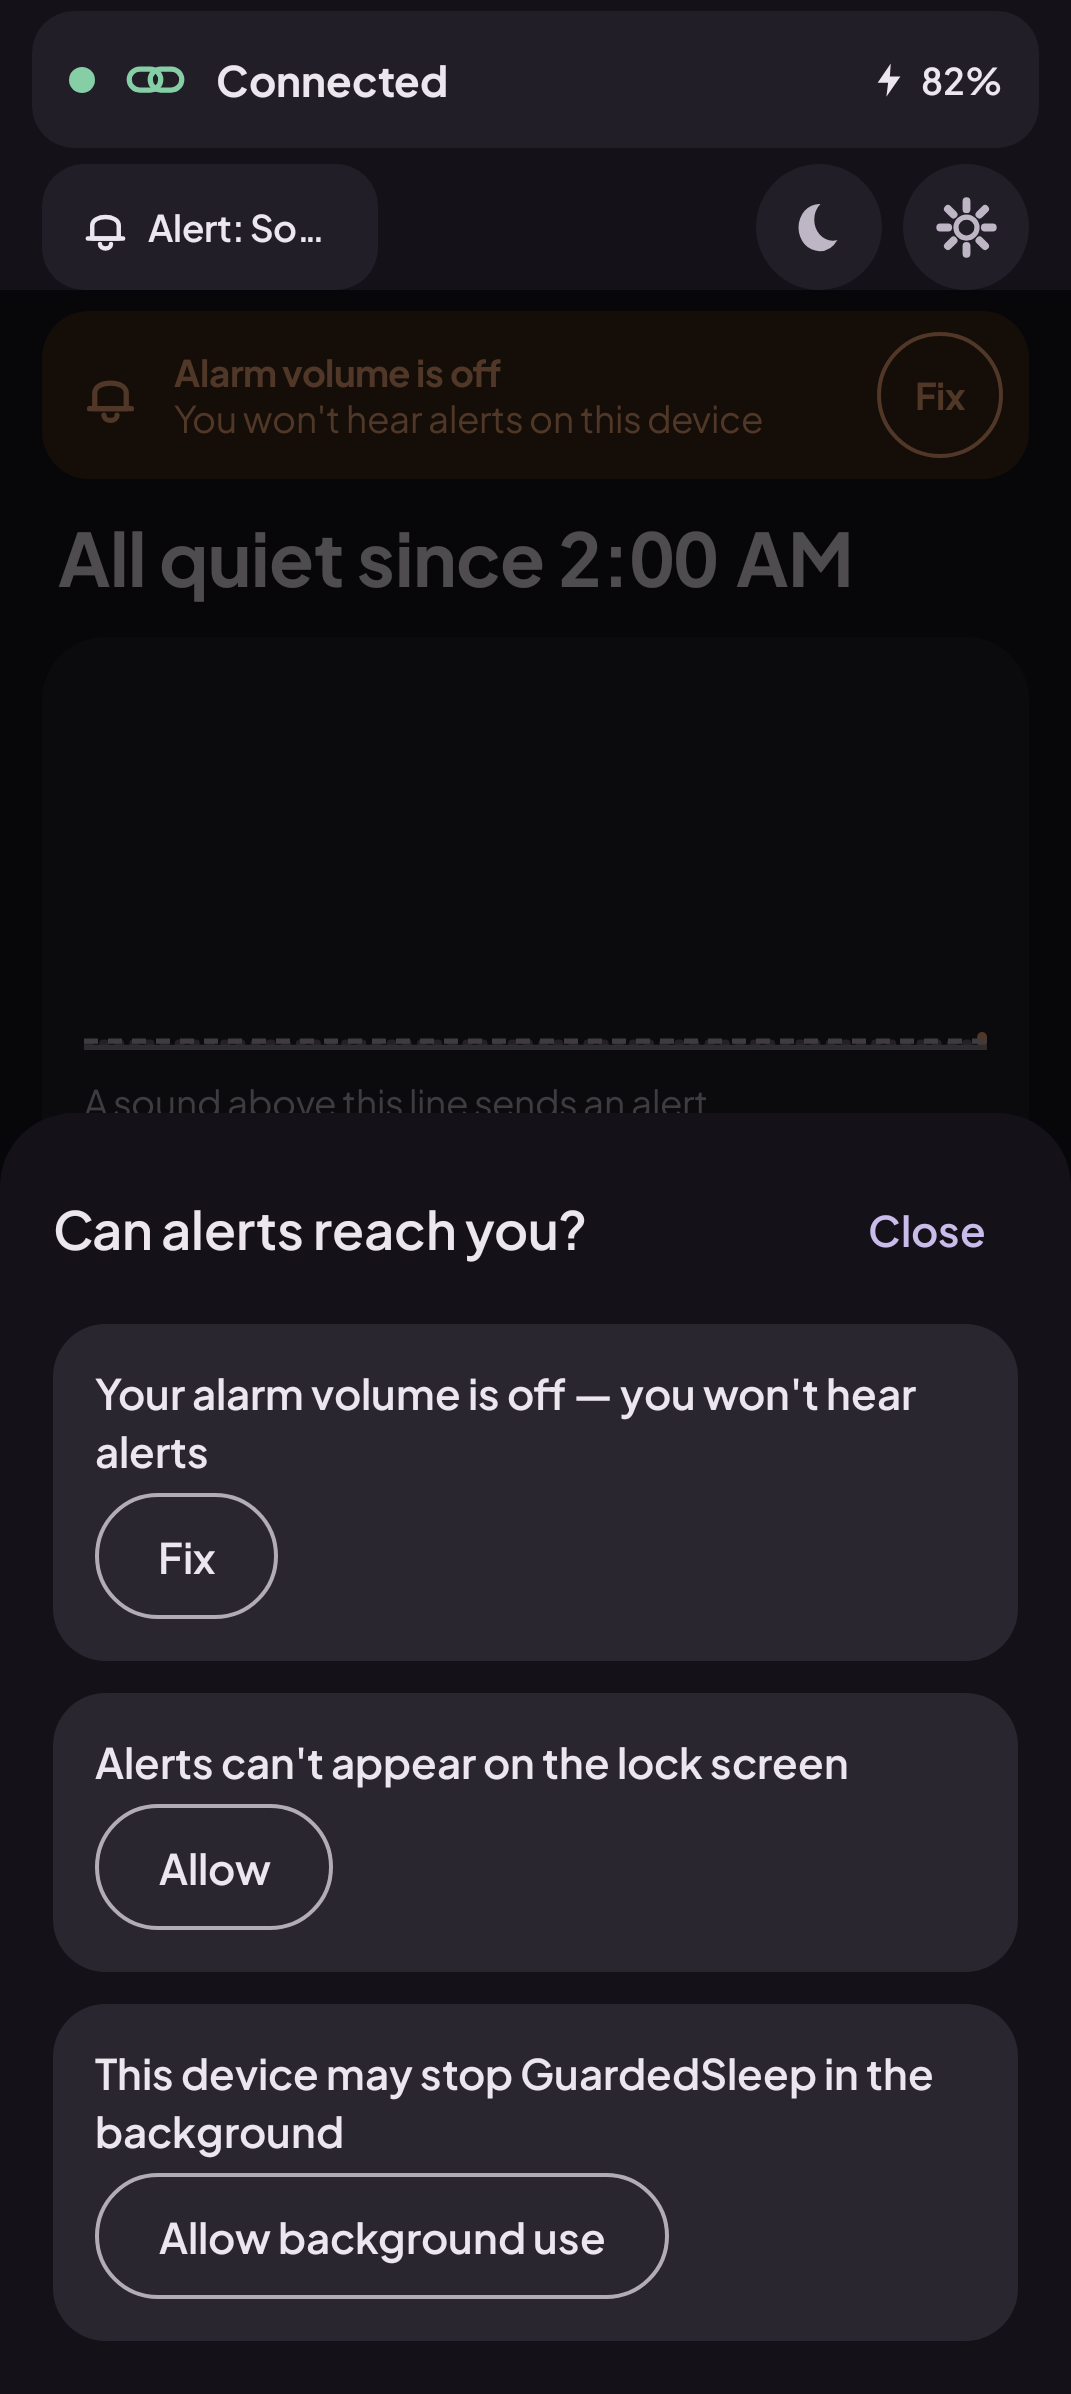 Connected
82%
Alert: So...
Alarm volume is off
You won't hear alerts on this device
Fix
All quiet since 2:00 AM
A sound above this line sends an alert
Can alerts reach you?
Close
Your alarm volume is off — you won't hear
alerts
Fix
Alerts can't appear on the lock screen
Allow
This device may stop GuardedSleep in the
background
Allow background use